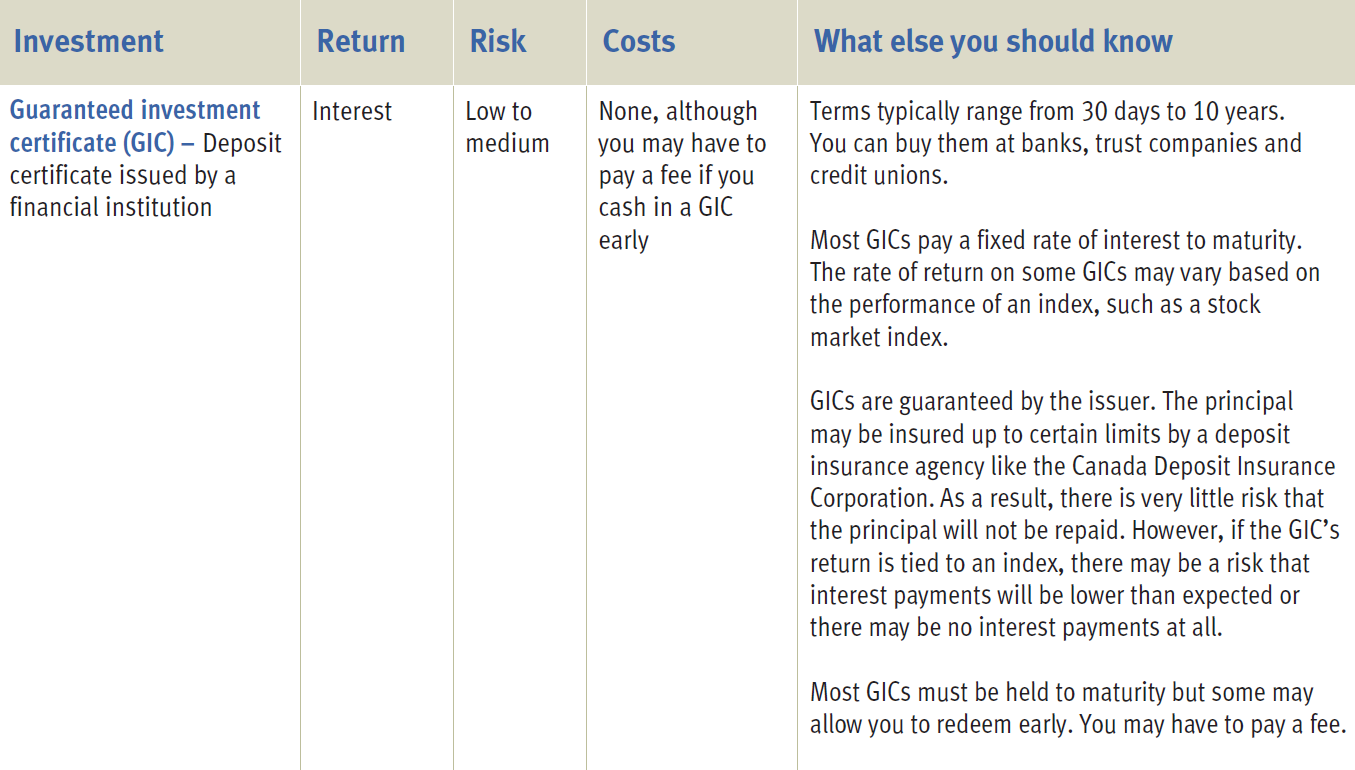 Investment
Return
Risk
Costs
What else you should know
Guaranteed investment
certificate (GIC) – Deposit
certificate issued by a
financial institution
Interest
Low to
medium
None, although
you may have to
pay a fee if you
cash in a GIC
early
Terms typically range from 30 days to 10 years.
You can buy them at banks, trust companies and
credit unions.
Most GICs pay a fixed rate of interest to maturity.
The rate of return on some GICs may vary based on
the performance of an index, such as a stock
market index.
GICs are guaranteed by the issuer. The principal
may be insured up to certain limits by a deposit
insurance agency like the Canada Deposit Insurance
Corporation. As a result, there is very little risk that
the principal will not be repaid. However, if the GIC’s
return is tied to an index, there may be a risk that
interest payments will be lower than expected or
there may be no interest payments at all.
Most GICs must be held to maturity but some may
allow you to redeem early. You may have to pay a fee.